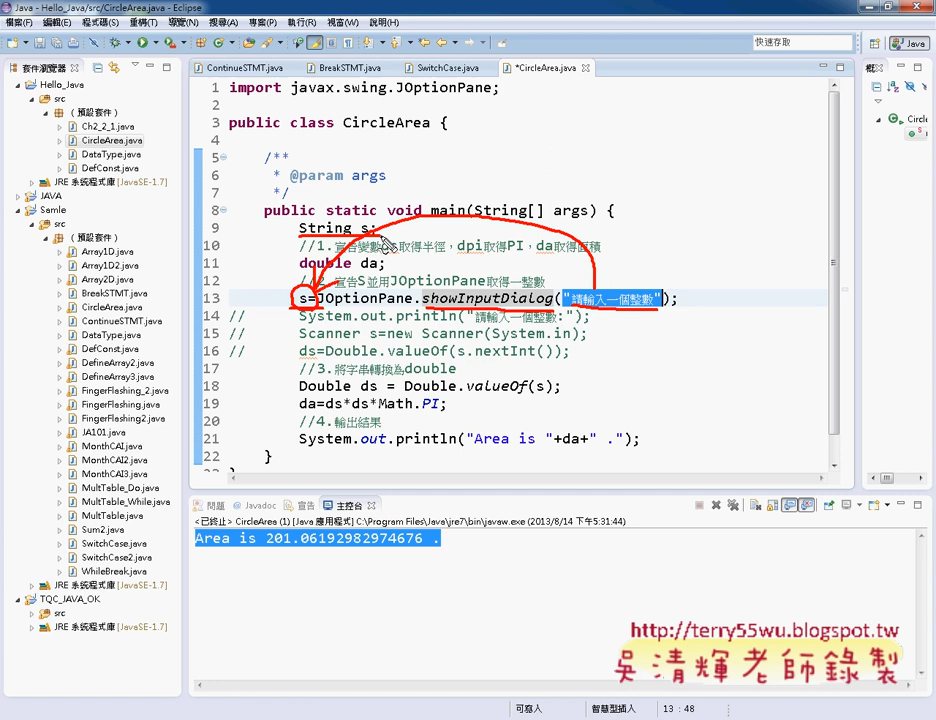 Java - Hello_Java/src/CircleArea.java - Eclipse
檔案(F) 編輯(E) 程式碼(S) 重構(T) 導覽(N) 搜尋(A) 專案(P) 執行(R) 視窗(W) 說明(H)
快速存取
Java
套件瀏覽器
Hello_Java
src
(預設套件)
Ch2_2_1.java
CircleArea.java
DataType.java
DefConst.java
JRE 系統程式庫 [JavaSE-1.7]
JAVA
Samle
src
(預設套件)
Array1D.java
Array1D2.java
Array2D.java
BreakSTMT.java
CircleArea.java
ContinueSTMT.java
DataType.java
DefConst.java
DefineArray2.java
DefineArray3.java
FingerFlashing_2.java
FingerFlashing.java
FingerFlashing2.java
JA101.java
MonthCAI.java
MonthCAI2.java
MonthCAI3.java
MultTable_Do.java
MultTable_While.java
MultTable.java
Sum2.java
SwitchCase.java
SwitchCase2.java
WhileBreak.java
JRE 系統程式庫 [JavaSE-1.7]
TQC_JAVA_OK
src
JRE 系統程式庫 [JavaSE-1.7]
ContinueSTMT.java BreakSTMT.java SwitchCase.java *CircleArea.java
1 import javax.swing.JOptionPane;
2
3 public class CircleArea {
4
5 /**
6 * @param args
7 */
8 public static void main(String[] args) {
9 String s;
10 //1.宣告變數ds取得半徑,dpi取得PI,da取得面積
11 double da;
12 //2.宣告S並用JOptionPane取得一整數
13 s=JOptionPane.showInputDialog("請輸入一個整數");
14 // System.out.println("請輸入一個整數:");
15 // Scanner s=new Scanner(System.in);
16 // ds=Double.valueOf(s.nextInt());
17 //3.將字串轉換為double
18 Double ds = Double.valueOf(s);
19 da=ds*ds*Math.PI;
20 //4.輸出結果
21 System.out.println("Area is "+da+" .");
22 }
概
Circle
問題 Javadoc 宣告 主控台
<已終止> CircleArea (1) [Java 應用程式] C:\Program Files\Java\jre7\bin\javaw.exe (2013/8/14 下午5:31:44)
Area is 201.06192982974676 .
http://terry55wu.blogspot.tw
吳清輝老師錄製
可寫入 智慧型插入 13 : 48